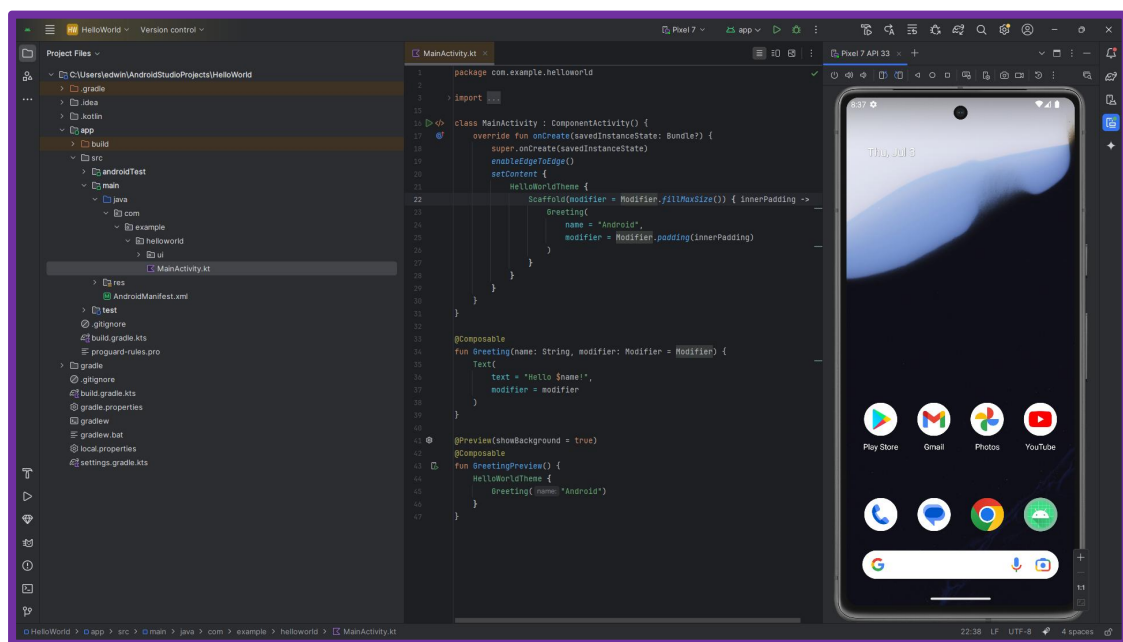 HW HelloWorld Version control
Pixel 7 app
Project Files
C:\Users\edwin\AndroidStudioProjects\HelloWorld
.gradle
.idea
.kotlin
app
build
src
androidTest
main
java
com
example
helloworld
ui
MainActivity.kt
res
AndroidManifest.xml
test
.gitignore
build.gradle.kts
proguard-rules.pro
gradle
.gitignore
build.gradle.kts
gradle.properties
gradlew
gradlew.bat
local.properties
settings.gradle.kts
MainActivity.kt
1 package com.example.helloworld
2
3 import ...
16 class MainActivity : ComponentActivity() {
17 override fun onCreate(savedInstanceState: Bundle?) {
18 super.onCreate(savedInstanceState)
19 enableEdgeToEdge()
20 setContent {
21 HelloWorldTheme {
22 Scaffold(modifier = Modifier.fillMaxSize()) { innerPadding ->
23 Greeting(
24 name = "Android",
25 modifier = Modifier.padding(innerPadding)
26 )
27 }
28 }
29 }
30 }
31 }
32
33 @Composable
34 fun Greeting(name: String, modifier: Modifier = Modifier) {
35 Text(
36 text = "Hello $name!",
37 modifier = modifier
38 )
39 }
40
41 @Preview(showBackground = true)
42 @Composable
43 fun GreetingPreview() {
44 HelloWorldTheme {
45 Greeting( name: "Android")
46 }
47 }
Pixel 7 API 33
8:37
Thu, Jul 3
Play Store Gmail Photos YouTube
1:1
HelloWorld > app > src > main > java > com > example > helloworld > MainActivity.kt
22:38 LF UTF-8 4 spaces